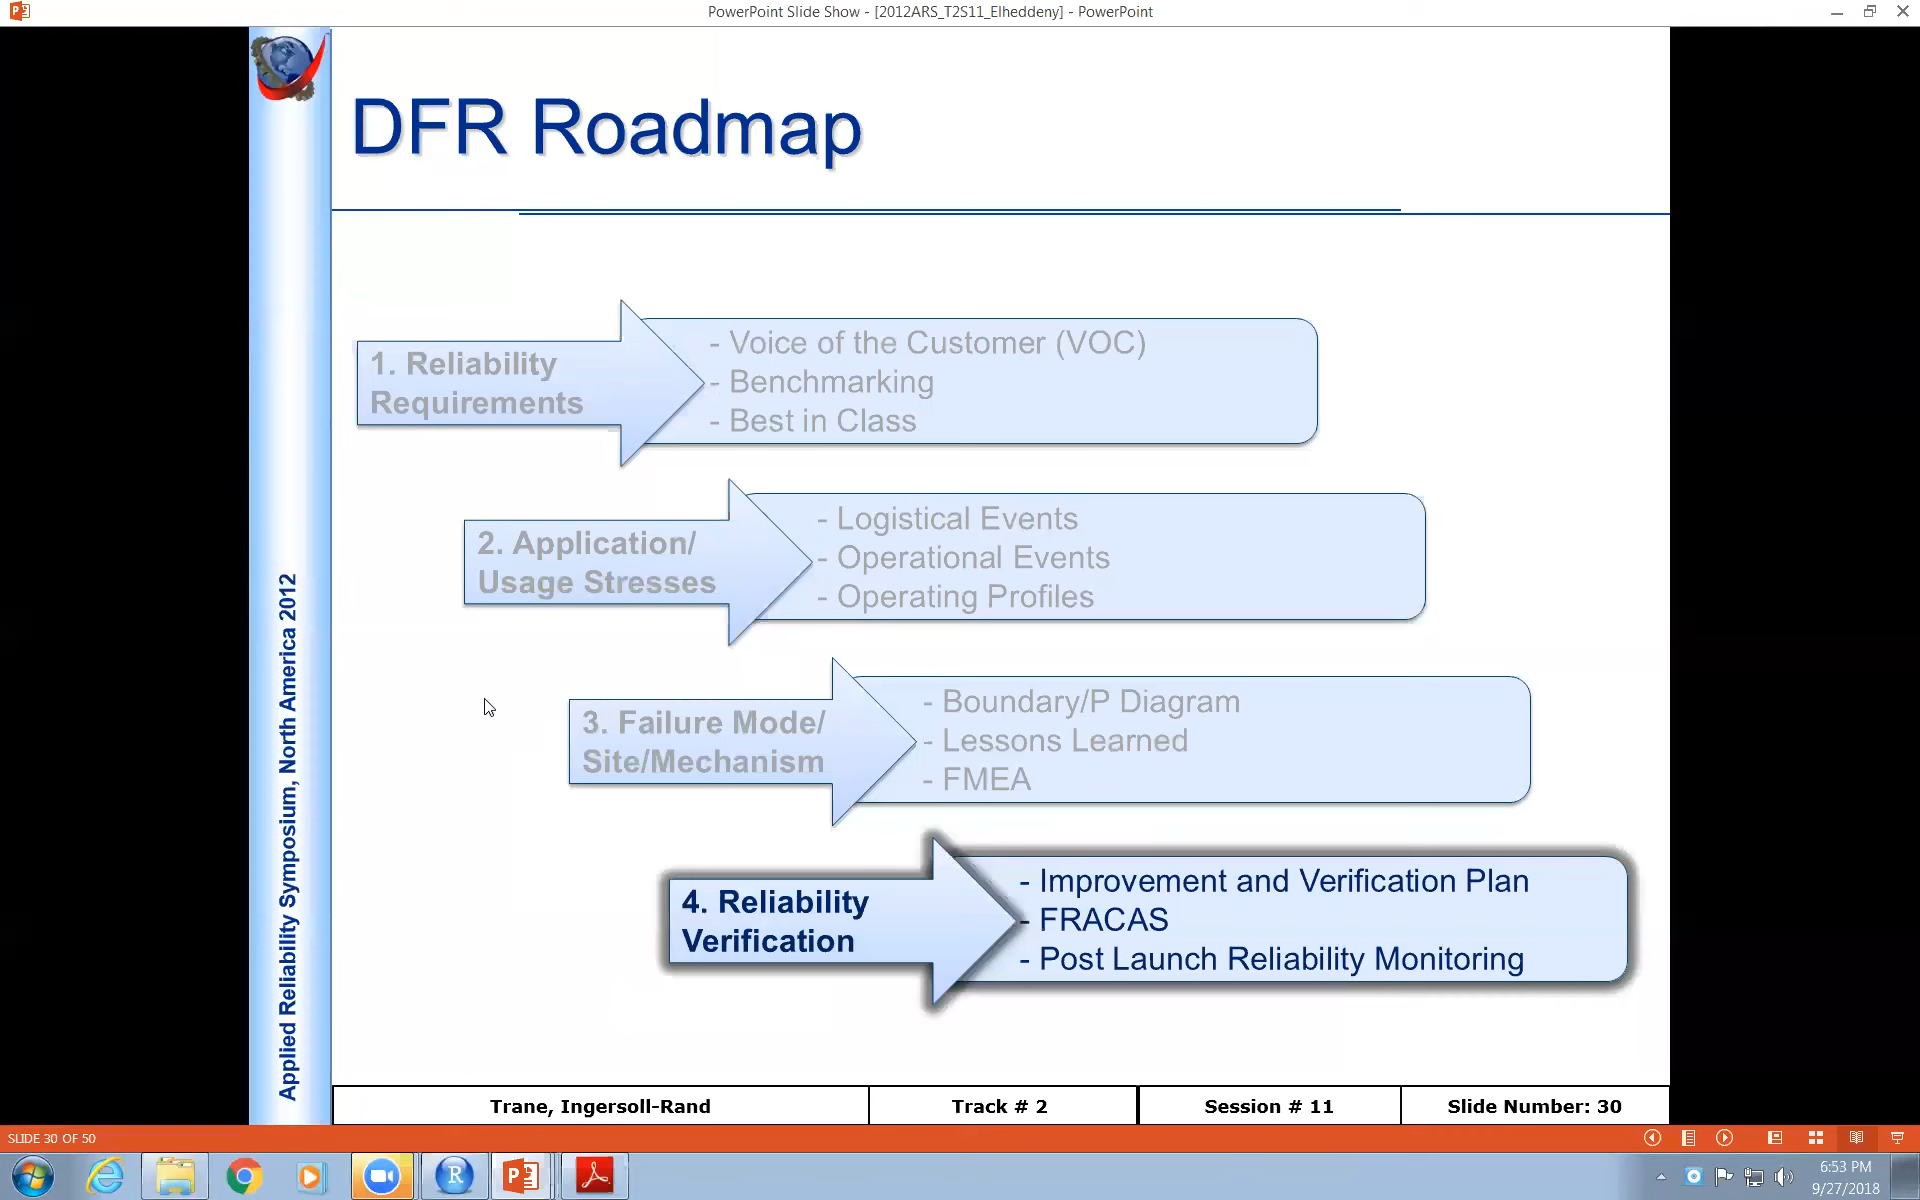 PowerPoint Slide Show - [2012ARS_T2S11_Elheddeny] - PowerPoint
DFR Roadmap
1. Reliability
Requirements
- Voice of the Customer (VOC)
- Benchmarking
- Best in Class
2. Application/
Usage Stresses
- Logistical Events
- Operational Events
- Operating Profiles
3. Failure Mode/
Site/Mechanism
- Boundary/P Diagram
- Lessons Learned
- FMEA
4. Reliability
Verification
- Improvement and Verification Plan
- FRACAS
- Post Launch Reliability Monitoring
Applied Reliability Symposium, North America 2012
Trane, Ingersoll-Rand
Track # 2
Session # 11
Slide Number: 30
SLIDE 30 OF 50
6:53 PM
9/27/2018